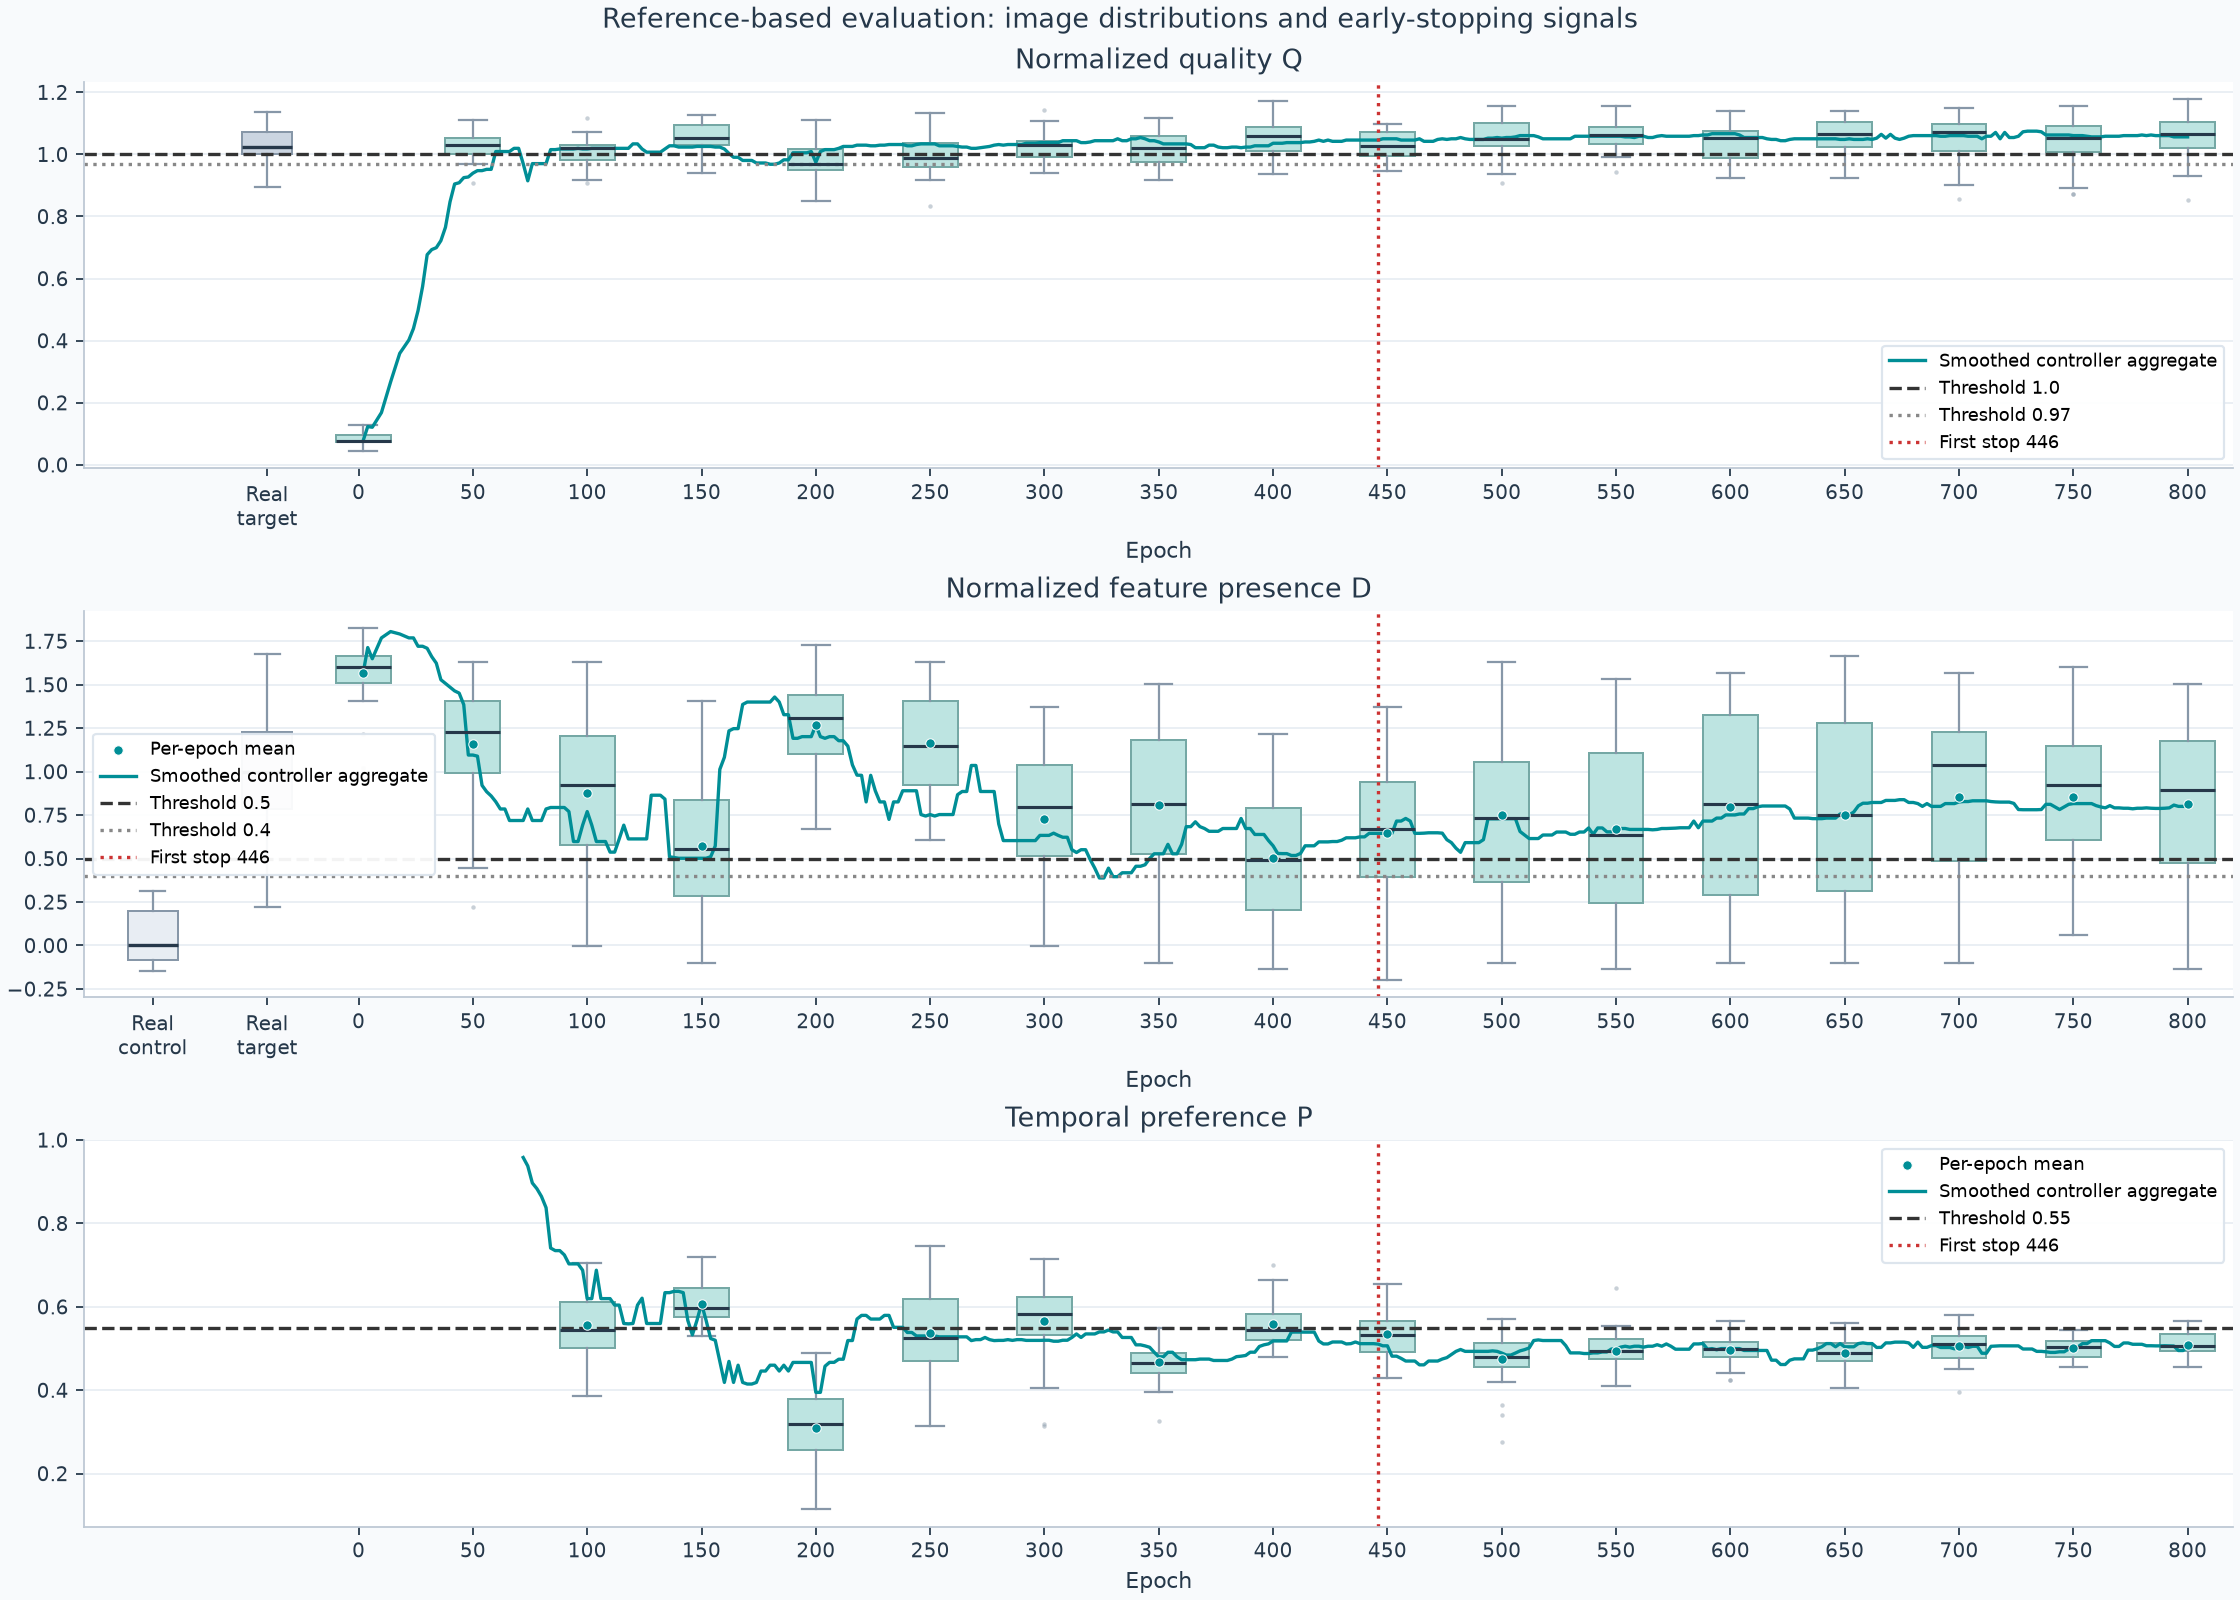 Reference-based evaluation: image distributions and early-stopping signals
Normalized quality Q
1.2
1.0
0.8
0.6
0.4
0.2
0.0
Smoothed controller aggregate
Threshold 1.0
Threshold 0.97
First stop 446
Real target
0 50 100 150 200 250 300 350 400 450 500 550 600 650 700 750 800
Epoch
Normalized feature presence D
1.75
1.50
1.25
1.00
0.75
0.50
0.25
0.00
−0.25
Per-epoch mean
Smoothed controller aggregate
Threshold 0.5
Threshold 0.4
First stop 446
Real control
Real target
0 50 100 150 200 250 300 350 400 450 500 550 600 650 700 750 800
Epoch
Temporal preference P
1.0
0.8
0.6
0.4
0.2
Per-epoch mean
Smoothed controller aggregate
Threshold 0.55
First stop 446
0 50 100 150 200 250 300 350 400 450 500 550 600 650 700 750 800
Epoch